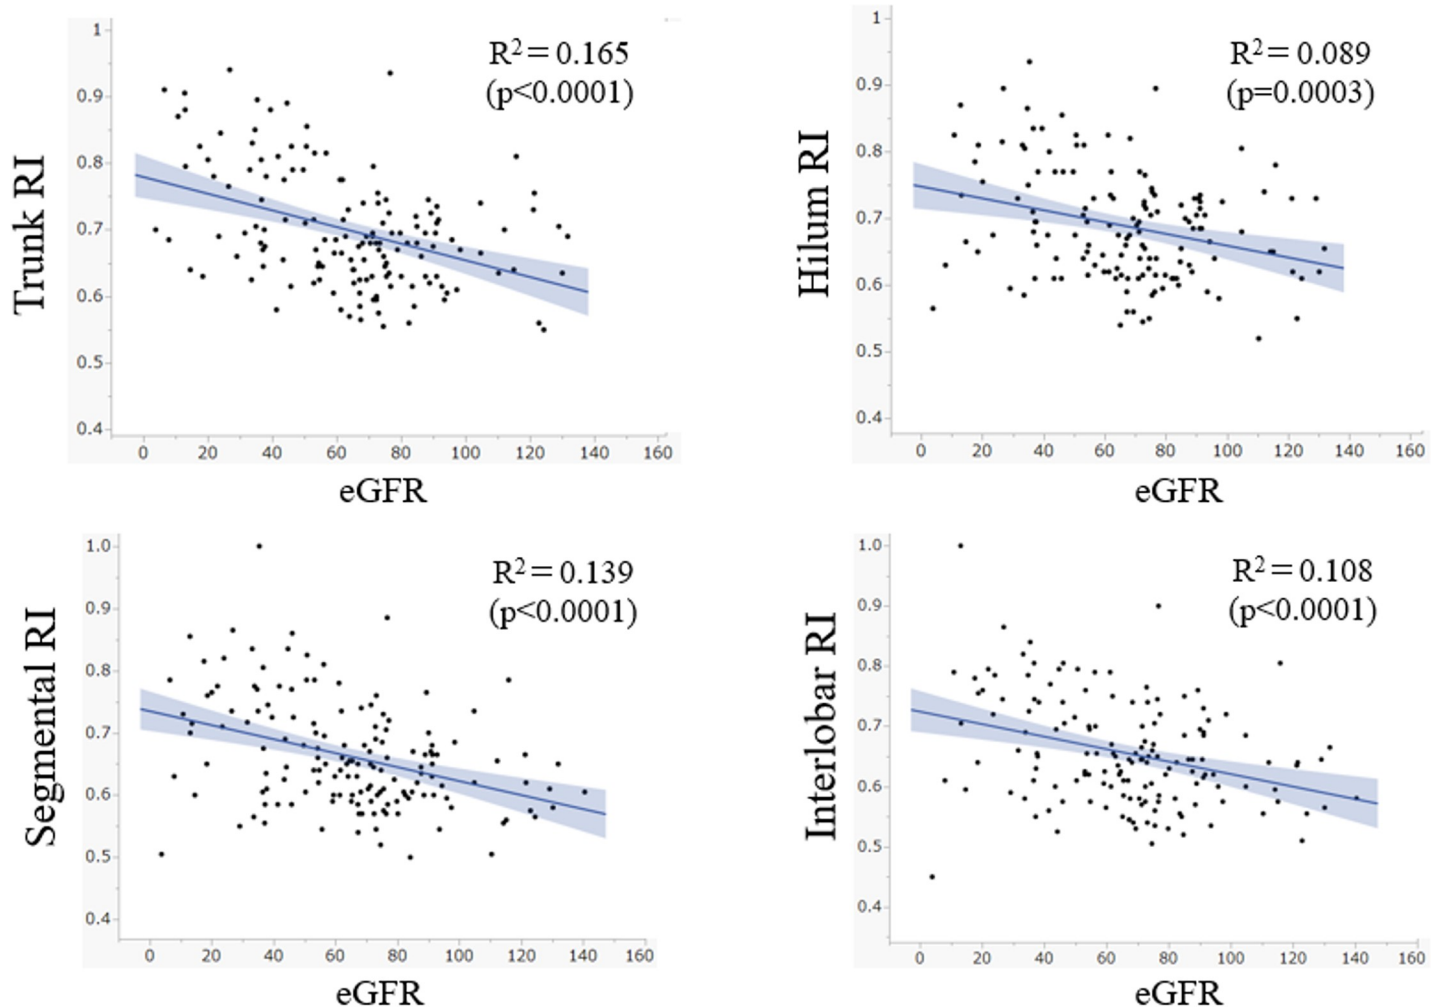 R² = 0.165
(p<0.0001)
Trunk RI
1
0.9
0.8
0.7
0.6
0.5
0.4
0 20 40 60 80 100 120 140 160
eGFR
R² = 0.089
(p=0.0003)
Hilum RI
1
0.9
0.8
0.7
0.6
0.5
0.4
0 20 40 60 80 100 120 140 160
eGFR
R² = 0.139
(p<0.0001)
Segmental RI
1.0
0.9
0.8
0.7
0.6
0.5
0.4
0 20 40 60 80 100 120 140 160
eGFR
R² = 0.108
(p<0.0001)
Interlobar RI
1.0
0.9
0.8
0.7
0.6
0.5
0.4
0 20 40 60 80 100 120 140 160
eGFR